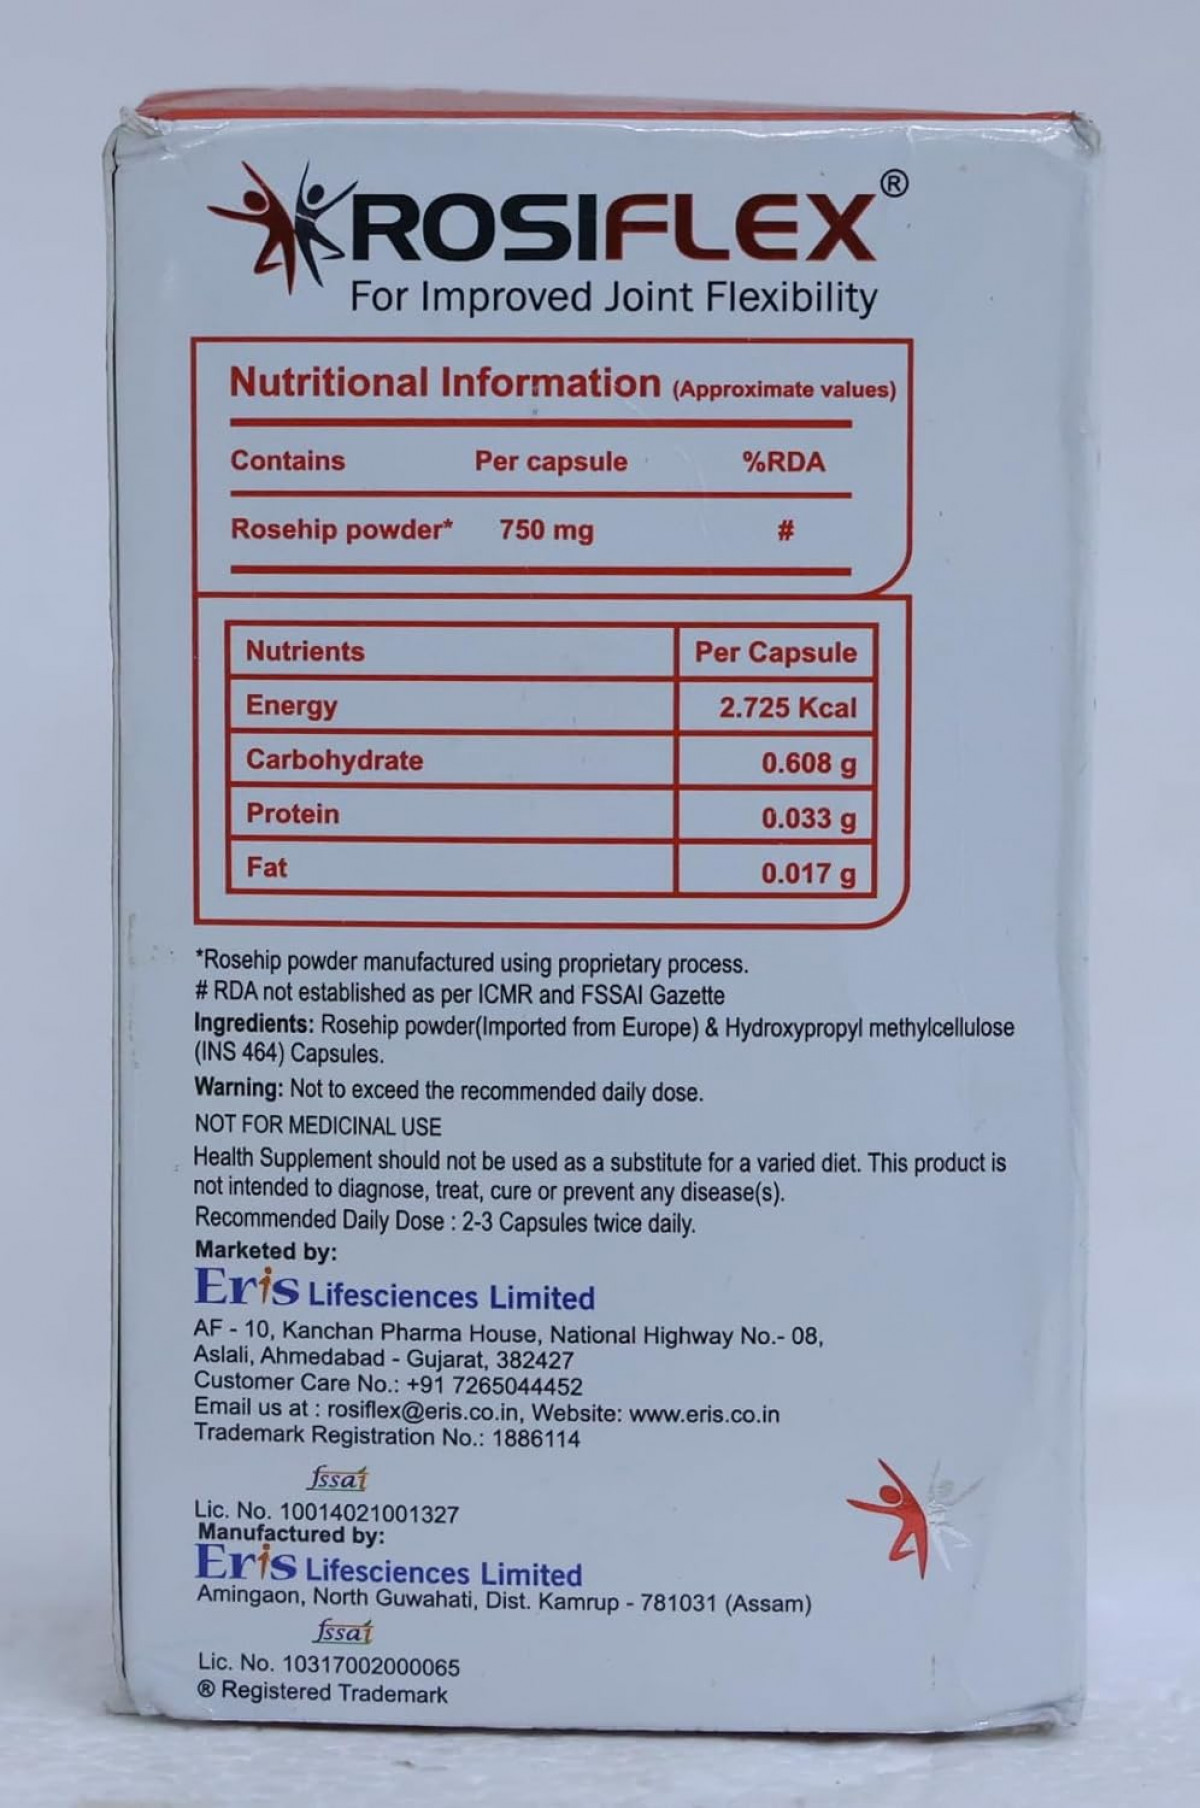 ROSIFLEX®
For Improved Joint Flexibility
Nutritional Information (Approximate values)
Contains Per capsule %RDA
Rosehip powder* 750 mg #
Nutrients Per Capsule
Energy 2.725 Kcal
Carbohydrate 0.608 g
Protein 0.033 g
Fat 0.017 g
*Rosehip powder manufactured using proprietary process.
# RDA not established as per ICMR and FSSAI Gazette
Ingredients: Rosehip powder(Imported from Europe) & Hydroxypropyl methylcellulose
(INS 464) Capsules.
Warning: Not to exceed the recommended daily dose.
NOT FOR MEDICINAL USE
Health Supplement should not be used as a substitute for a varied diet. This product is
not intended to diagnose, treat, cure or prevent any disease(s).
Recommended Daily Dose : 2-3 Capsules twice daily.
Marketed by:
Eris Lifesciences Limited
AF - 10, Kanchan Pharma House, National Highway No.- 08,
Aslali, Ahmedabad - Gujarat, 382427
Customer Care No.: +91 7265044452
Email us at : rosiflex@eris.co.in, Website: www.eris.co.in
Trademark Registration No.: 1886114
fssai
Lic. No. 10014021001327
Manufactured by:
Eris Lifesciences Limited
Amingaon, North Guwahati, Dist. Kamrup - 781031 (Assam)
fssai
Lic. No. 10317002000065
® Registered Trademark